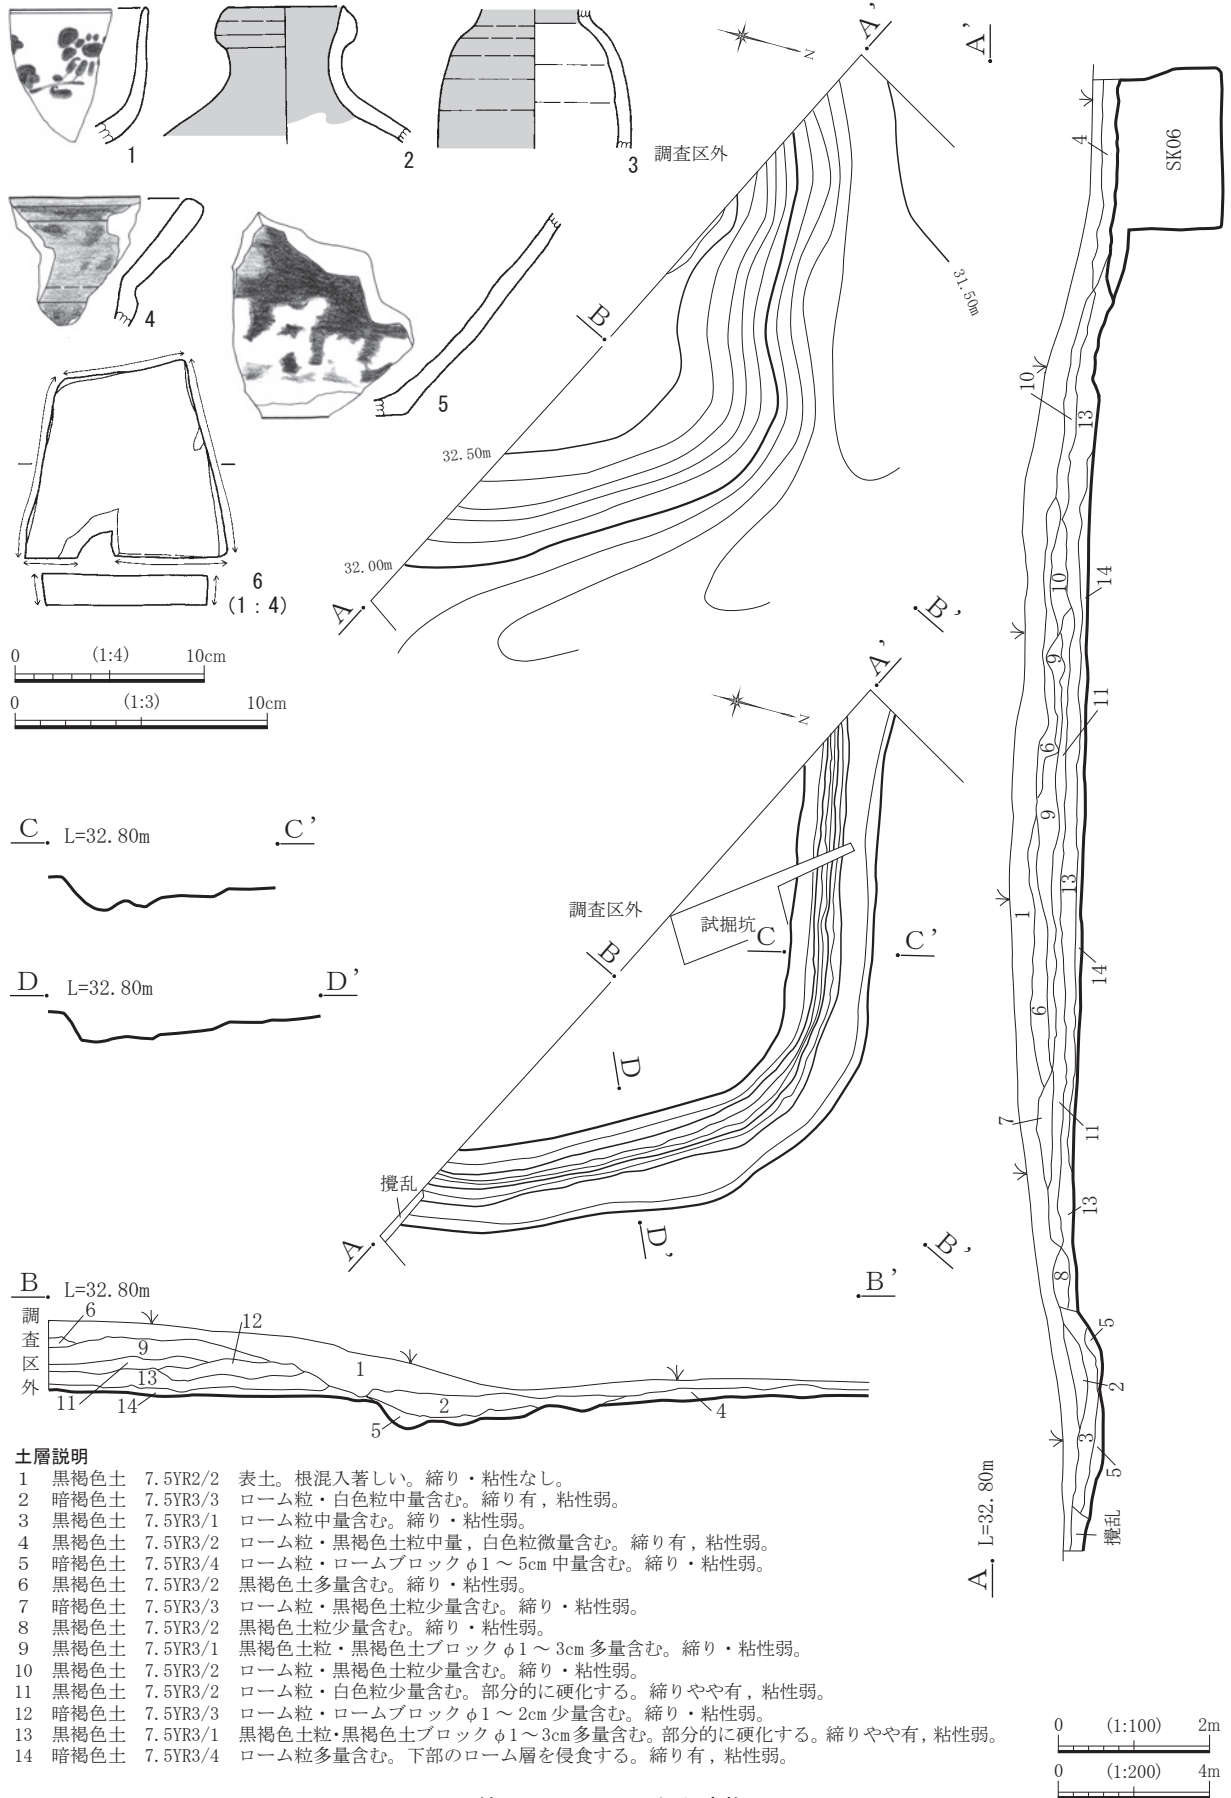 1
2
3
4
5
6
(1：4)
0 (1:4) 10cm
0 (1:3) 10cm
調査区外
N
A'
B
A
B'
31.50m
32.50m
32.00m
A'
SK06
4
10
13
10
14
9
11
6
9
1
13
6
14
7
11
13
8
5
2
3
5
攪乱
A L=32.80m
N
A'
調査区外
試掘坑
B
C
C'
D
D'
攪乱
A
B'
C L=32.80m C'
D L=32.80m D'
B L=32.80m B'
調査区外
6
12
9
1
13
11
14
5
2
4
土層説明
1 黒褐色土 7.5YR2/2 表土。根混入著しい。締り・粘性なし。
2 暗褐色土 7.5YR3/3 ローム粒・白色粒中量含む。締り有，粘性弱。
3 黒褐色土 7.5YR3/1 ローム粒中量含む。締り・粘性弱。
4 黒褐色土 7.5YR3/2 ローム粒・黒褐色土粒中量，白色粒微量含む。締り有，粘性弱。
5 暗褐色土 7.5YR3/4 ローム粒・ロームブロックφ1～5cm中量含む。締り・粘性弱。
6 黒褐色土 7.5YR3/2 黒褐色土多量含む。締り・粘性弱。
7 暗褐色土 7.5YR3/3 ローム粒・黒褐色土粒少量含む。締り・粘性弱。
8 黒褐色土 7.5YR3/2 黒褐色土粒少量含む。締り・粘性弱。
9 黒褐色土 7.5YR3/1 黒褐色土粒・黒褐色土ブロックφ1～3cm多量含む。締り・粘性弱。
10 黒褐色土 7.5YR3/2 ローム粒・黒褐色土粒少量含む。締り・粘性弱。
11 黒褐色土 7.5YR3/2 ローム粒・白色粒少量含む。部分的に硬化する。締りやや有，粘性弱。
12 暗褐色土 7.5YR3/3 ローム粒・ロームブロックφ1～2cm少量含む。締り・粘性弱。
13 黒褐色土 7.5YR3/1 黒褐色土粒・黒褐色土ブロックφ1～3cm多量含む。部分的に硬化する。締りやや有，粘性弱。
14 暗褐色土 7.5YR3/4 ローム粒多量含む。下部のローム層を侵食する。締り有，粘性弱。
0 (1:100) 2m
0 (1:200) 4m